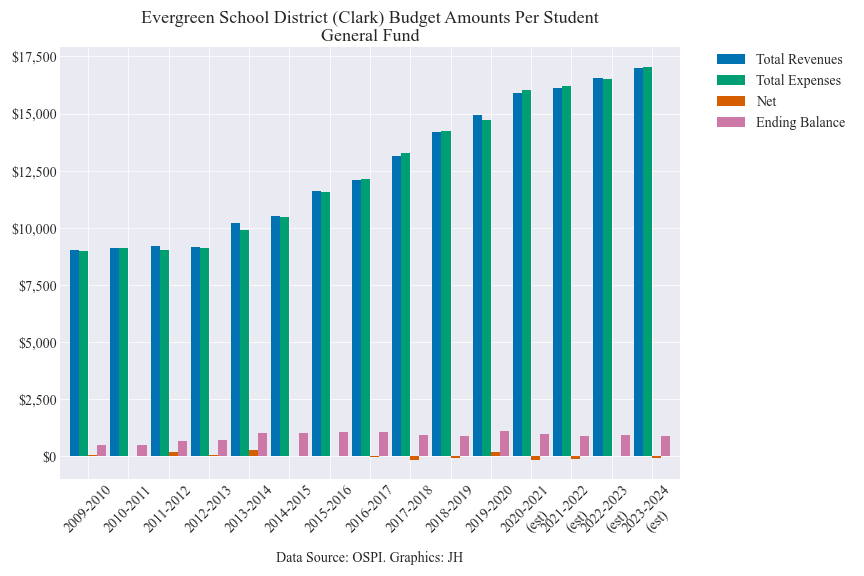 Evergreen School District (Clark) Budget Amounts Per Student
General Fund
$17,500
$15,000
$12,500
$10,000
$7,500
$5,000
$2,500
$0
Total Revenues
Total Expenses
Net
Ending Balance
2009-2010
2010-2011
2011-2012
2012-2013
2013-2014
2014-2015
2015-2016
2016-2017
2017-2018
2018-2019
2019-2020
2020-2021
(est)
2021-2022
(est)
2022-2023
(est)
2023-2024
(est)
Data Source: OSPI. Graphics: JH